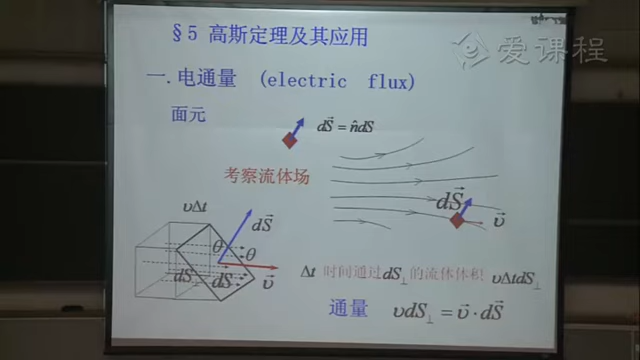 §5 高斯定理及其应用
爱课程
一.电通量 (electric flux)
面元
dS⃗ = n̂dS
考察流体场
dS⃗
υ⃗
υΔt
dS⃗
θ
θ
dS⊥
dS
υ⃗
Δt 时间通过dS⊥的流体体积 υΔtdS⊥
通量 υdS⊥ = υ⃗·dS⃗